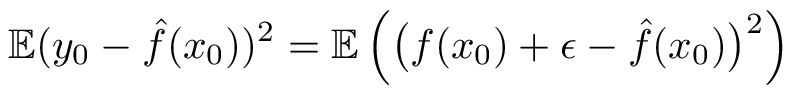 𝔼(y₀ − f̂(x₀))² = 𝔼((f(x₀) + ϵ − f̂(x₀))²)